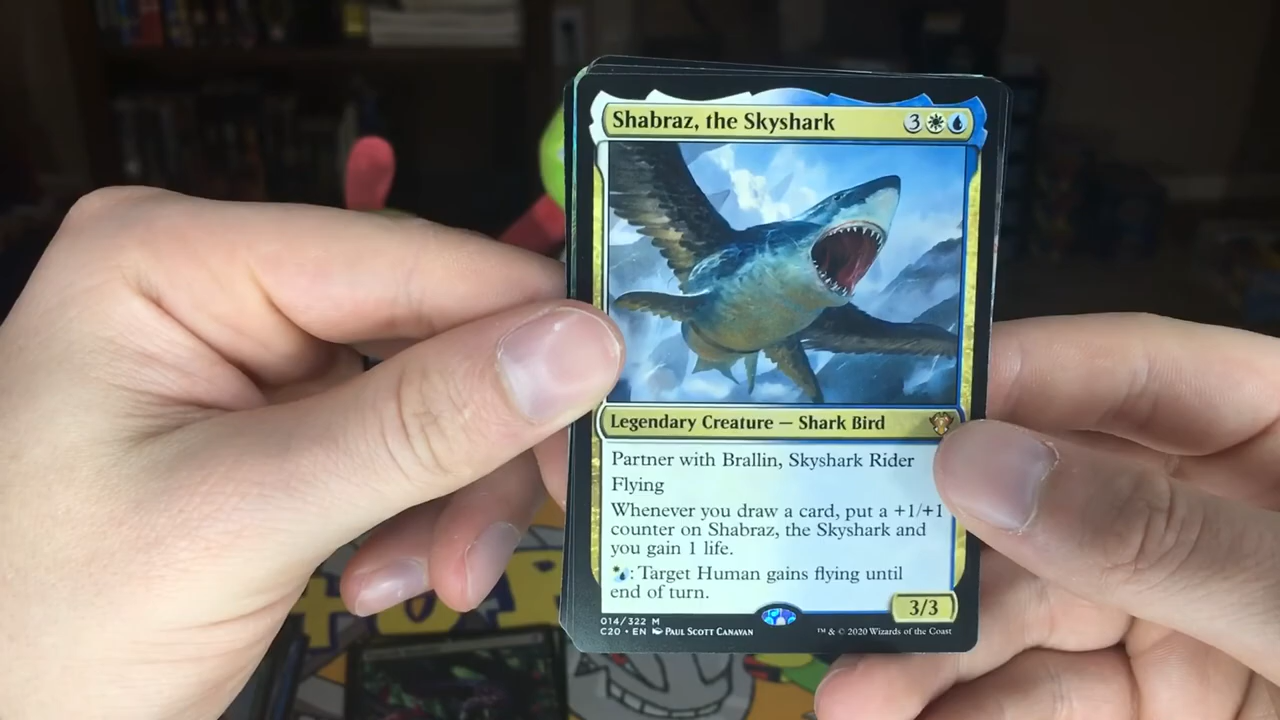 Shabraz, the Skyshark 3
Legendary Creature — Shark Bird
Partner with Brallin, Skyshark Rider
Flying
Whenever you draw a card, put a +1/+1
counter on Shabraz, the Skyshark and
you gain 1 life.
: Target Human gains flying until
end of turn.
3/3
014/322 M
C20 • EN PAUL SCOTT CANAVAN
™ & © 2020 Wizards of the Coast